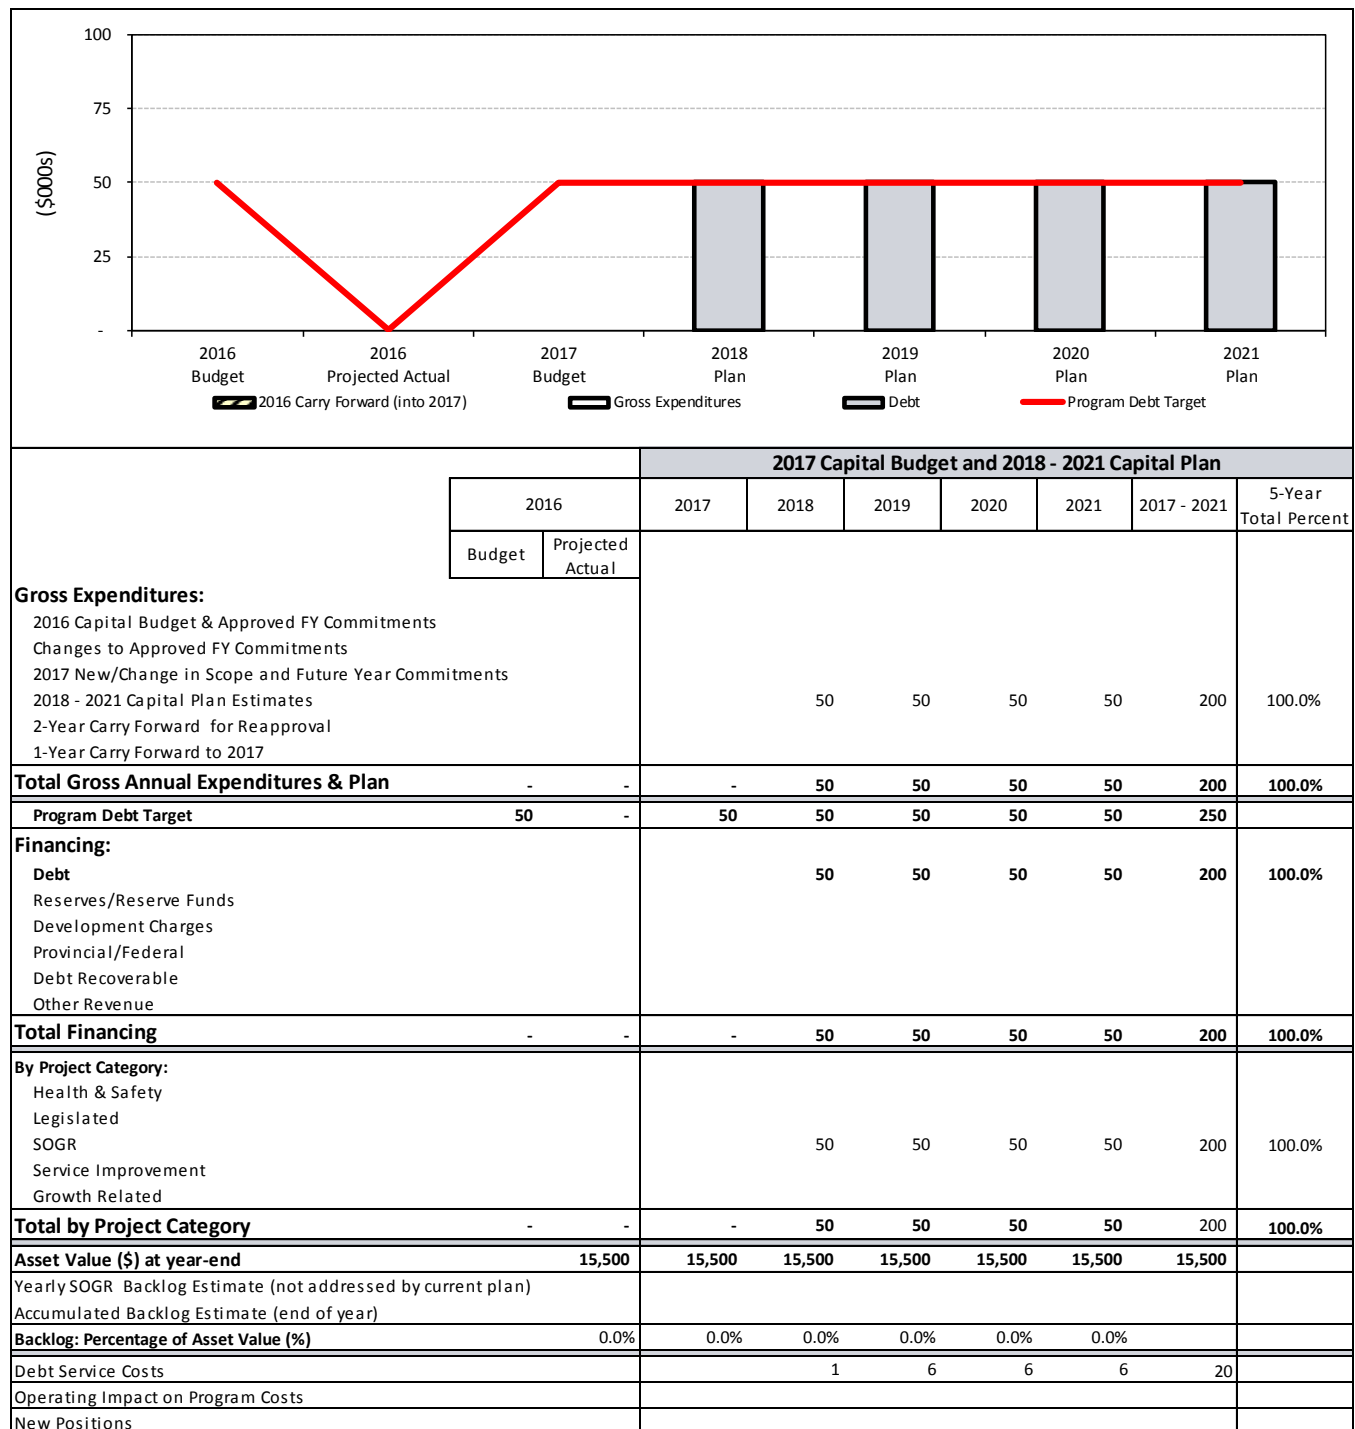 100
75
50
25
-
($000s)
2016 2016 2017 2018 2019 2020 2021
Budget Projected Actual Budget Plan Plan Plan Plan
2016 Carry Forward (into 2017) Gross Expenditures Debt Program Debt Target
2017 Capital Budget and 2018 - 2021 Capital Plan
2016 2017 2018 2019 2020 2021 2017 - 2021 5-Year
Total Percent
Budget Projected
Actual
Gross Expenditures:
2016 Capital Budget & Approved FY Commitments
Changes to Approved FY Commitments
2017 New/Change in Scope and Future Year Commitments
2018 - 2021 Capital Plan Estimates 50 50 50 50 200 100.0%
2-Year Carry Forward for Reapproval
1-Year Carry Forward to 2017
Total Gross Annual Expenditures & Plan - - - 50 50 50 50 200 100.0%
Program Debt Target 50 - 50 50 50 50 50 250
Financing:
Debt 50 50 50 50 200 100.0%
Reserves/Reserve Funds
Development Charges
Provincial/Federal
Debt Recoverable
Other Revenue
Total Financing - - - 50 50 50 50 200 100.0%
By Project Category:
Health & Safety
Legislated
SOGR 50 50 50 50 200 100.0%
Service Improvement
Growth Related
Total by Project Category - - - 50 50 50 50 200 100.0%
Asset Value ($) at year-end 15,500 15,500 15,500 15,500 15,500 15,500 15,500
Yearly SOGR Backlog Estimate (not addressed by current plan)
Accumulated Backlog Estimate (end of year)
Backlog: Percentage of Asset Value (%) 0.0% 0.0% 0.0% 0.0% 0.0% 0.0%
Debt Service Costs 1 6 6 6 20
Operating Impact on Program Costs
New Positions